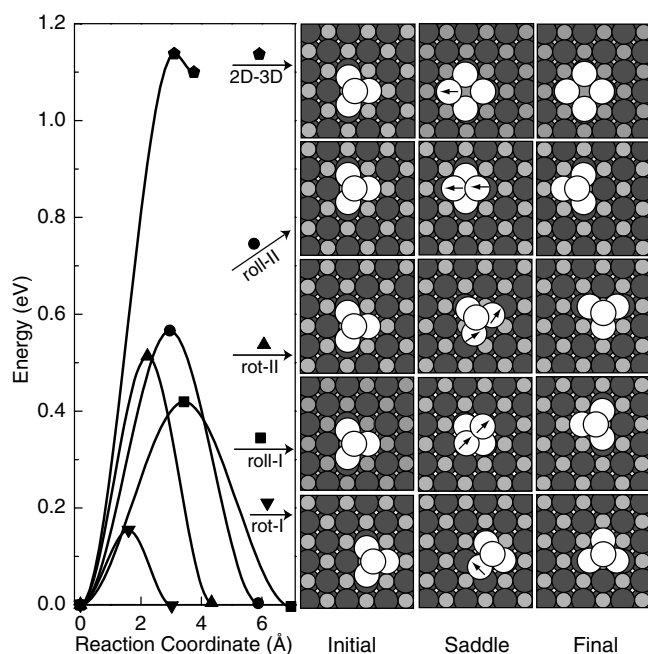 1.2
1.0
0.8
0.6
0.4
0.2
0.0
Energy (eV)
2D-3D
roll-II
rot-II
roll-I
rot-I
0 2 4 6
Reaction Coordinate (Å)
Initial
Saddle
Final